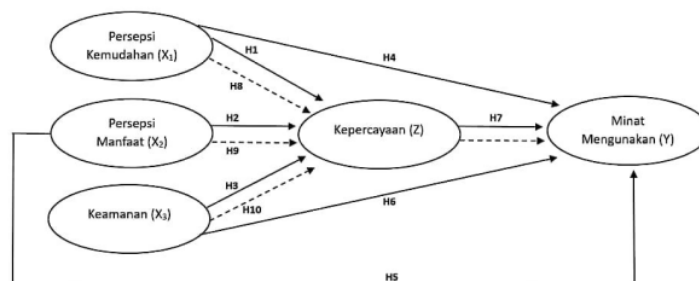 Persepsi
Kemudahan (X₁)
H1
H4
H8
Persepsi
Manfaat (X₂)
H2
H9
Kepercayaan (Z)
H7
Minat
Mengunakan (Y)
H3
H10
Keamanan (X₃)
H6
H5